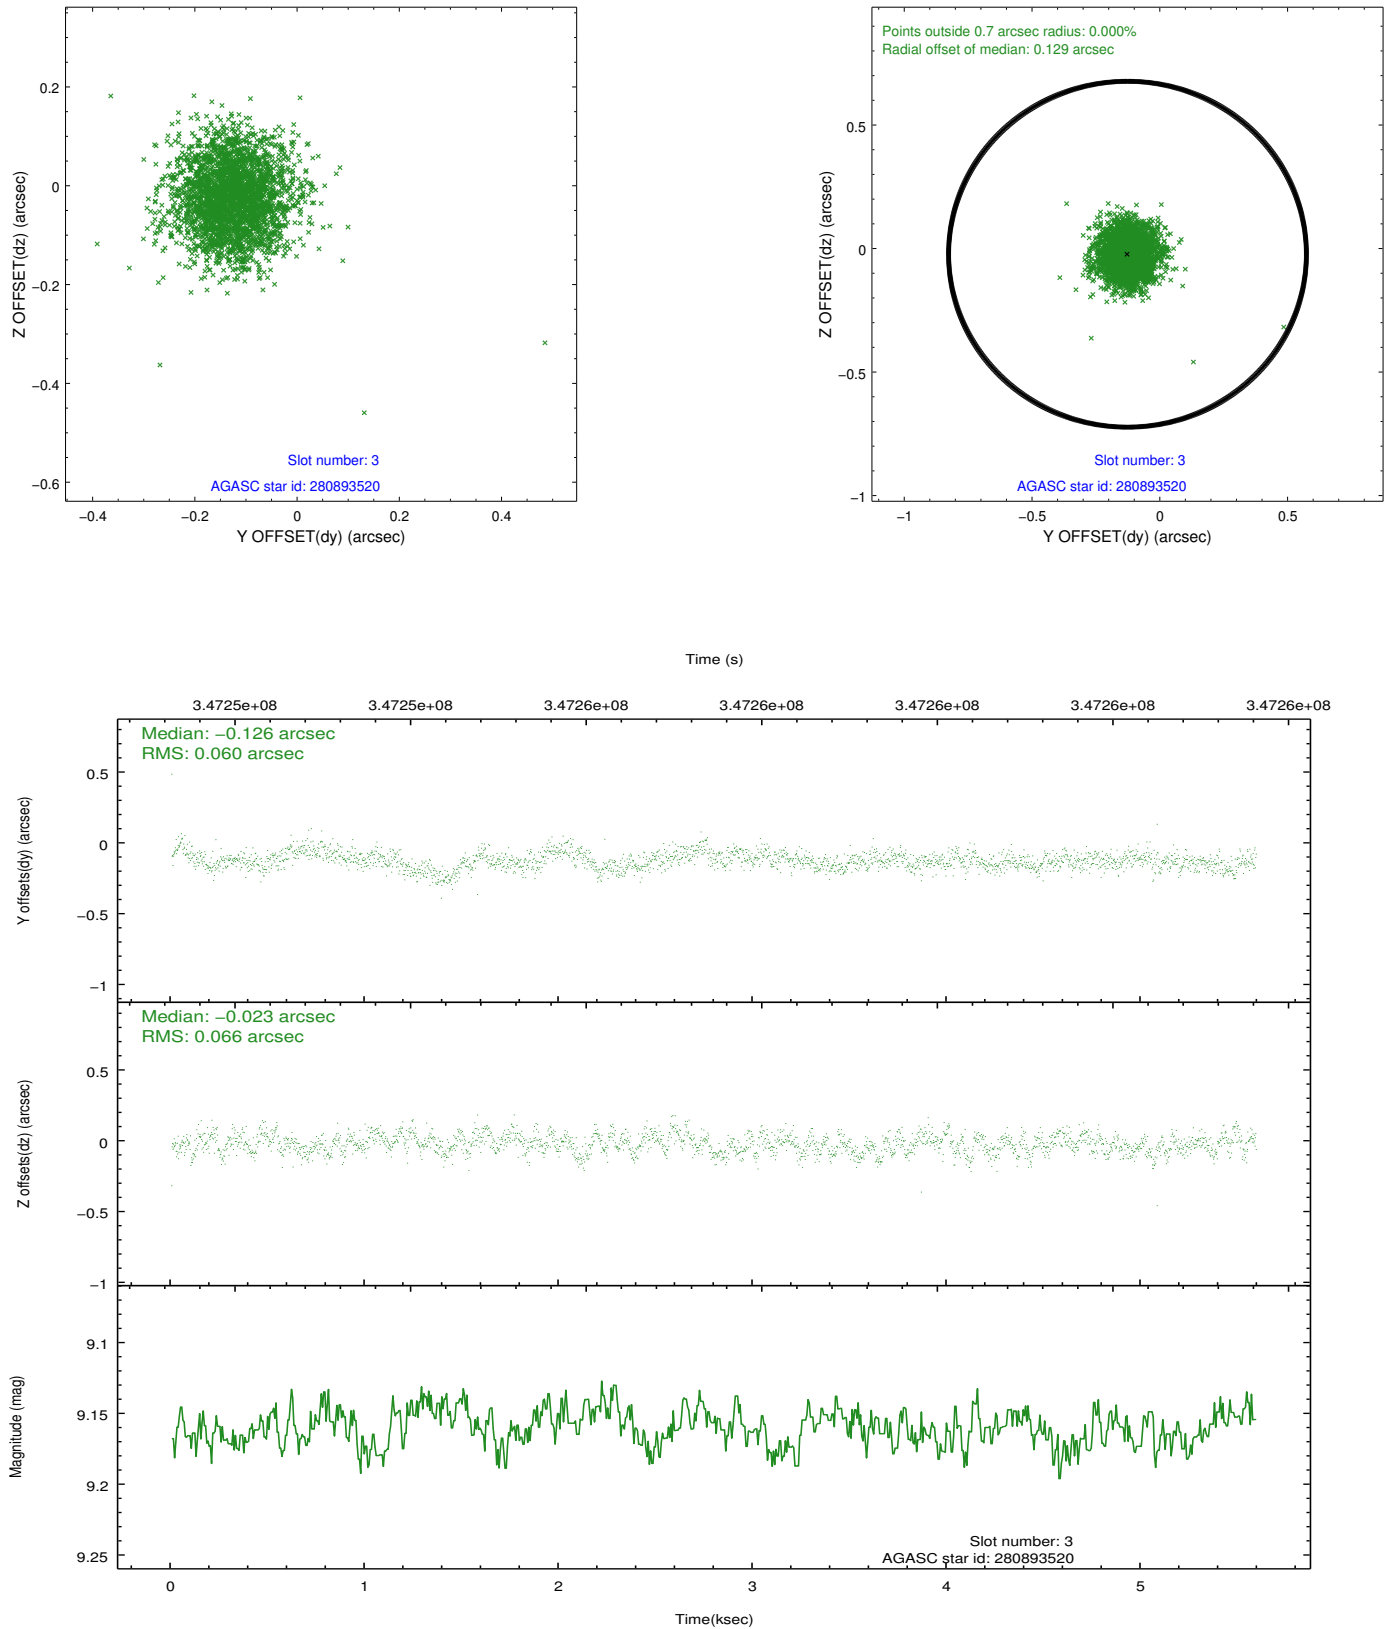 0.2
0
−0.2
−0.4
−0.6
Z OFFSET(dz) (arcsec)
Slot number: 3
AGASC star id: 280893520
−0.4 −0.2 0 0.2 0.4
Y OFFSET(dy) (arcsec)
Points outside 0.7 arcsec radius: 0.000%
Radial offset of median: 0.129 arcsec
0.5
0
−0.5
−1
Z OFFSET(dz) (arcsec)
Slot number: 3
AGASC star id: 280893520
−1 −0.5 0 0.5
Y OFFSET(dy) (arcsec)
Time (s)
3.4725e+08 3.4725e+08 3.4726e+08 3.4726e+08 3.4726e+08 3.4726e+08 3.4726e+08
Median: −0.126 arcsec
RMS: 0.060 arcsec
0.5
0
−0.5
−1
Y offsets(dy) (arcsec)
Median: −0.023 arcsec
RMS: 0.066 arcsec
0.5
0
−0.5
−1
Z offsets(dz) (arcsec)
9.1
9.15
9.2
9.25
Magnitude (mag)
Slot number: 3
AGASC star id: 280893520
0 1 2 3 4 5
Time(ksec)